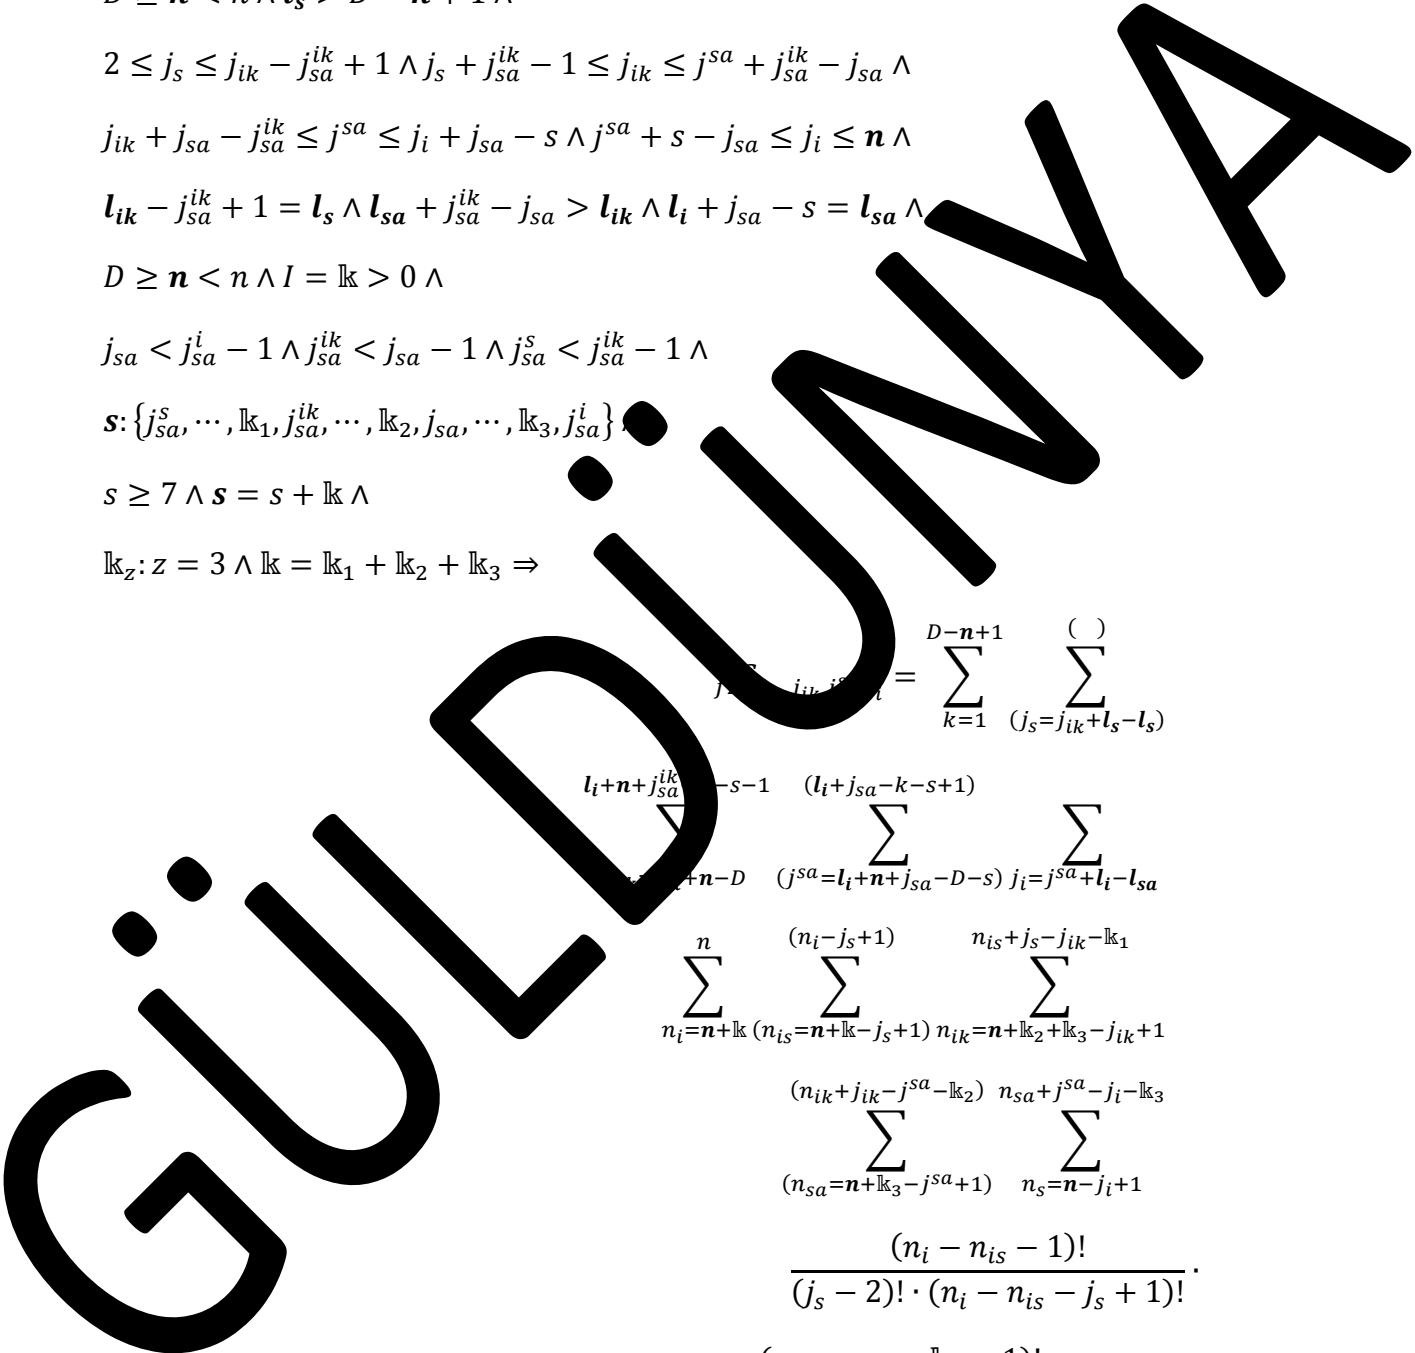 2 ≤ j_s ≤ j_{ik} − j_{sa}^{ik} + 1 ∧ j_s + j_{sa}^{ik} − 1 ≤ j_{ik} ≤ j^{sa} + j_{sa}^{ik} − j_{sa} ∧
j_{ik} + j_{sa} − j_{sa}^{ik} ≤ j^{sa} ≤ j_i + j_{sa} − s ∧ j^{sa} + s − j_{sa} ≤ j_i ≤ n ∧
l_{ik} − j_{sa}^{ik} + 1 = l_s ∧ l_{sa} + j_{sa}^{ik} − j_{sa} > l_{ik} ∧ l_i + j_{sa} − s = l_{sa} ∧
D ≥ n < n ∧ I = 𝕜 > 0 ∧
j_{sa} < j_{sa}^i − 1 ∧ j_{sa}^{ik} < j_{sa} − 1 ∧ j_{sa}^s < j_{sa}^{ik} − 1 ∧
s: {j_{sa}^s, ⋯, 𝕜_1, j_{sa}^{ik}, ⋯, 𝕜_2, j_{sa}, ⋯, 𝕜_3, j_{sa}^i}
s ≥ 7 ∧ s = s + 𝕜 ∧
𝕜_z: z = 3 ∧ 𝕜 = 𝕜_1 + 𝕜_2 + 𝕜_3 ⇒
= ∑_{k=1}^{D−n+1} ∑_{(j_s=j_{ik}+l_s−l_s)}^{( )}
∑ ∑_{(j^{sa}=l_i+n+j_{sa}−D−s)}^{(l_i+j_{sa}−k−s+1)} ∑_{j_i=j^{sa}+l_i−l_{sa}}
∑_{n_i=n+𝕜}^{n} ∑_{(n_{is}=n+𝕜−j_s+1)}^{(n_i−j_s+1)} ∑_{n_{ik}=n+𝕜_2+𝕜_3−j_{ik}+1}^{n_{is}+j_s−j_{ik}−𝕜_1}
∑_{(n_{sa}=n+𝕜_3−j^{sa}+1)}^{(n_{ik}+j_{ik}−j^{sa}−𝕜_2)} ∑_{n_s=n−j_i+1}^{n_{sa}+j^{sa}−j_i−𝕜_3}
(n_i − n_{is} − 1)!
(j_s − 2)! · (n_i − n_{is} − j_s + 1)! ·
GÜLDÜNYA